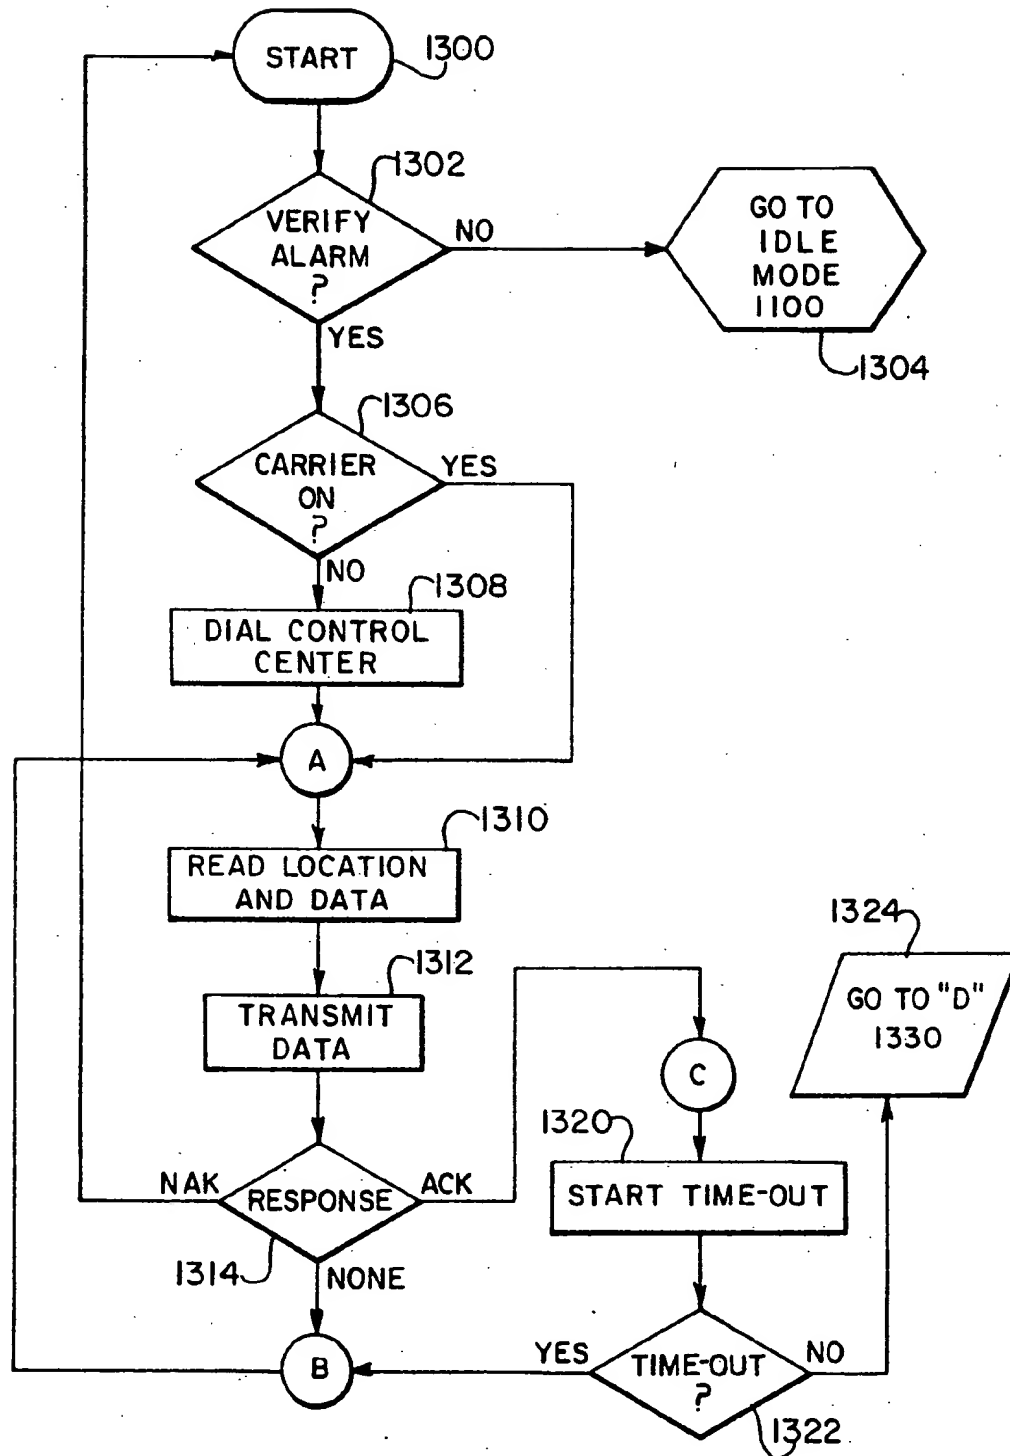 START
1300
1302
VERIFY
ALARM
?
NO
GO TO
IDLE
MODE
1100
1304
YES
1306
CARRIER
ON
?
YES
NO
1308
DIAL CONTROL
CENTER
A
1310
READ LOCATION
AND DATA
1312
TRANSMIT
DATA
1324
GO TO "D"
1330
C
1320
START TIME-OUT
NAK
RESPONSE
ACK
1314
NONE
B
YES
TIME-OUT
?
NO
1322